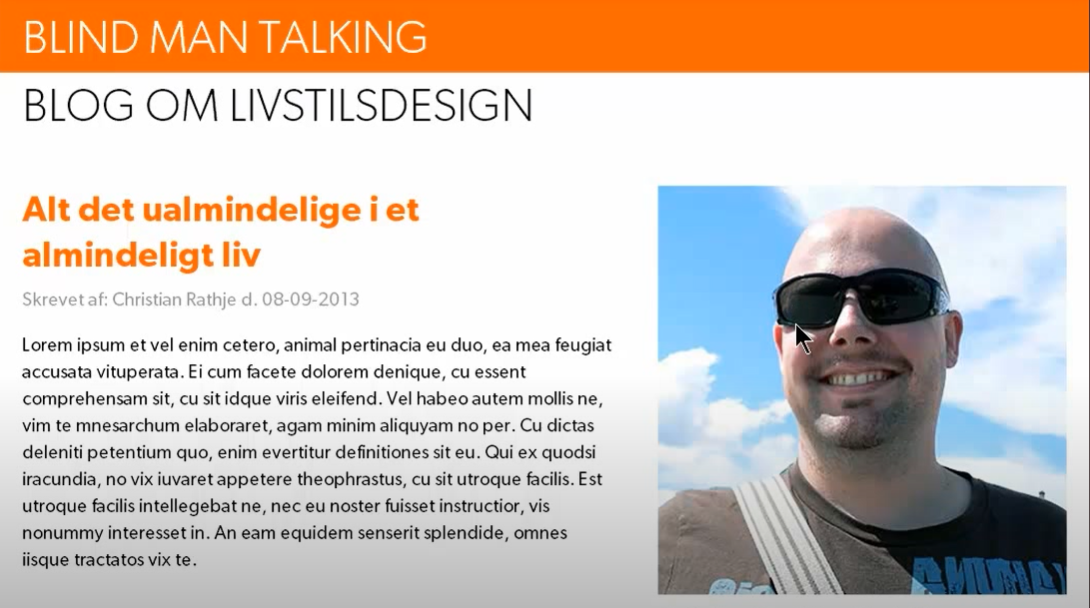 BLIND MAN TALKING
BLOG OM LIVSTILSDESIGN
Alt det ualmindelige i et
almindeligt liv
Skrevet af: Christian Rathje d. 08-09-2013
Lorem ipsum et vel enim cetero, animal pertinacia eu duo, ea mea feugiat
accusata vituperata. Ei cum facete dolorem denique, cu essent
comprehensam sit, cu sit idque viris eleifend. Vel habeo autem mollis ne,
vim te mnesarchum elaboraret, agam minim aliquyam no per. Cu dictas
deleniti petentium quo, enim evertitur definitiones sit eu. Qui ex quodsi
iracundia, no vix iuvaret appetere theophrastus, cu sit utroque facilis. Est
utroque facilis intellegebat ne, nec eu noster fuisset instructior, vis
nonummy interesset in. An eam equidem senserit splendide, omnes
iisque tractatos vix te.